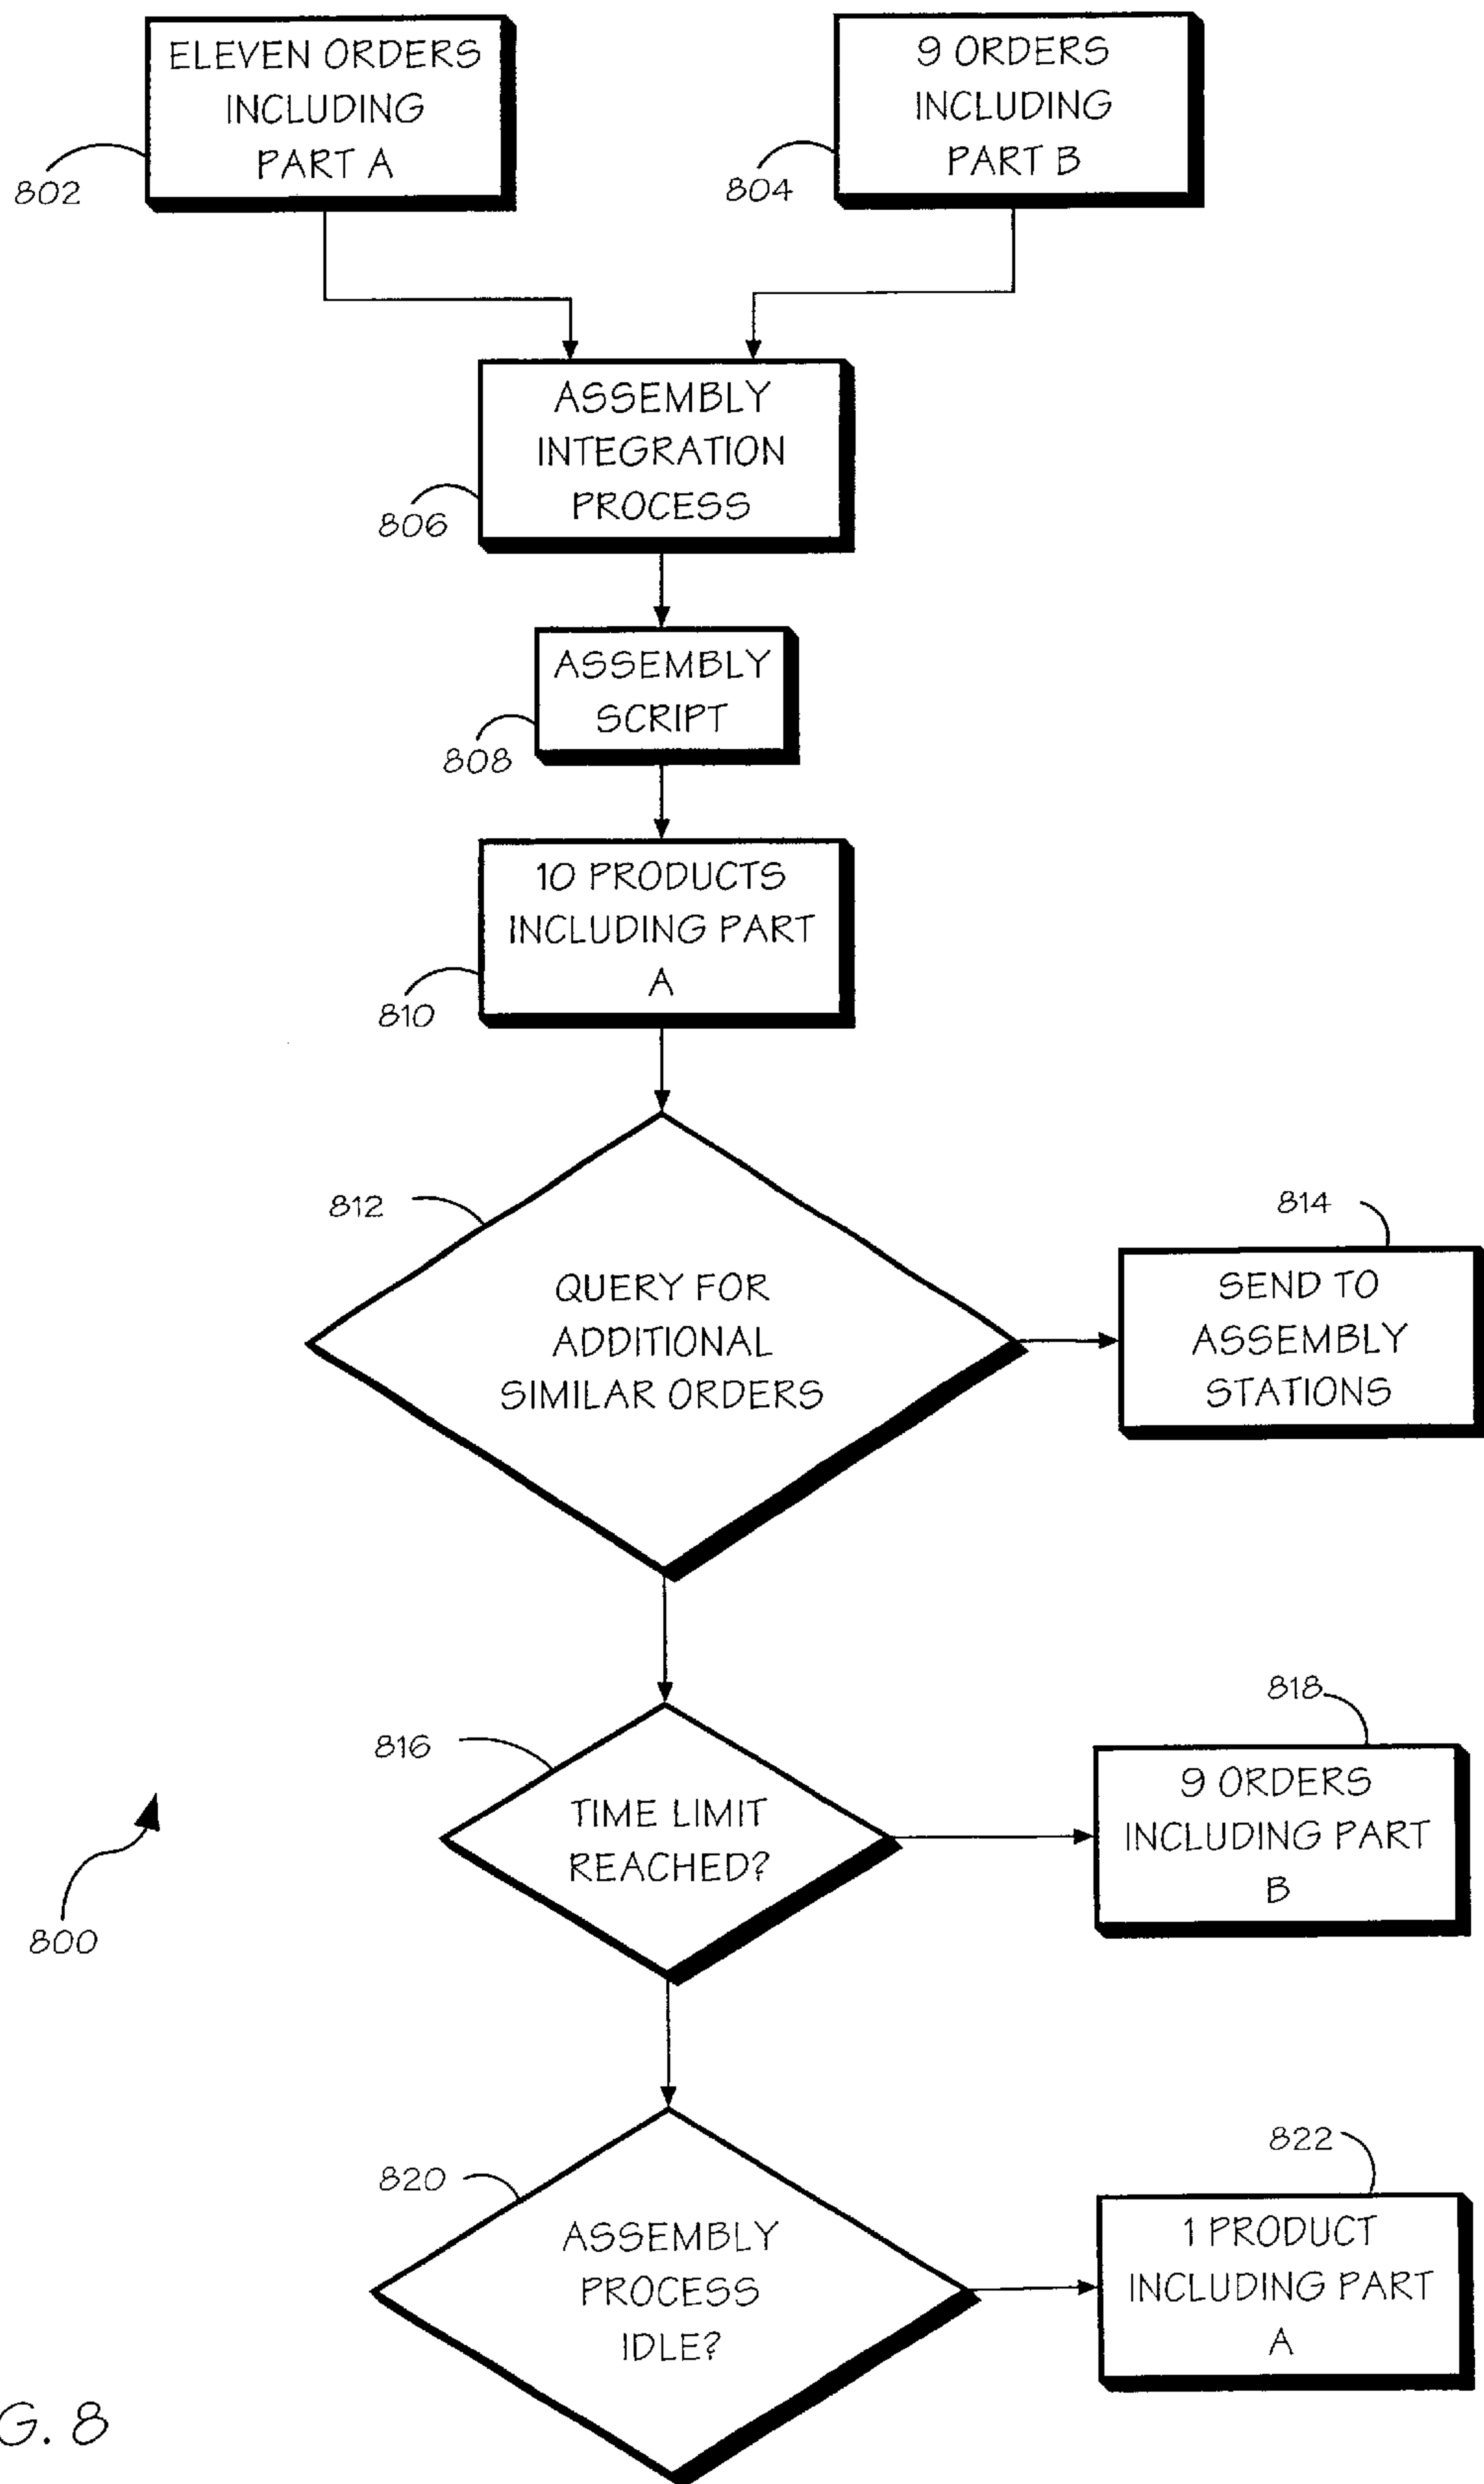 ELEVEN ORDERS
INCLUDING
PART A
802
9 ORDERS
INCLUDING
PART B
804
ASSEMBLY
INTEGRATION
PROCESS
806
ASSEMBLY
SCRIPT
808
10 PRODUCTS
INCLUDING PART
A
810
812
QUERY FOR
ADDITIONAL
SIMILAR ORDERS
814
SEND TO
ASSEMBLY
STATIONS
816
TIME LIMIT
REACHED?
818
9 ORDERS
INCLUDING PART
B
800
820
ASSEMBLY
PROCESS
IDLE?
822
1 PRODUCT
INCLUDING PART
A
G. 8